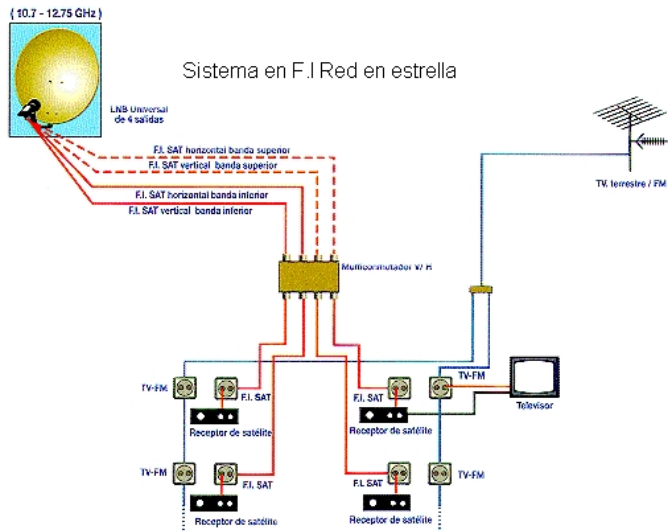 ( 10.7 - 12.75 GHz )
Sistema en F.I Red en estrella
LNB Universal
de 4 salidas
F.I. SAT horizontal banda superior
F.I. SAT vertical banda superior
F.I. SAT horizontal banda inferior
F.I. SAT vertical banda inferior
TV. terrestre / FM
Multiconmutador V/ H
TV-FM
F.I. SAT
Receptor de satélite
F.I. SAT
Receptor de satélite
TV-FM
Televisor
TV-FM
F.I. SAT
Receptor de satélite
F.I. SAT
Receptor de satélite
TV-FM